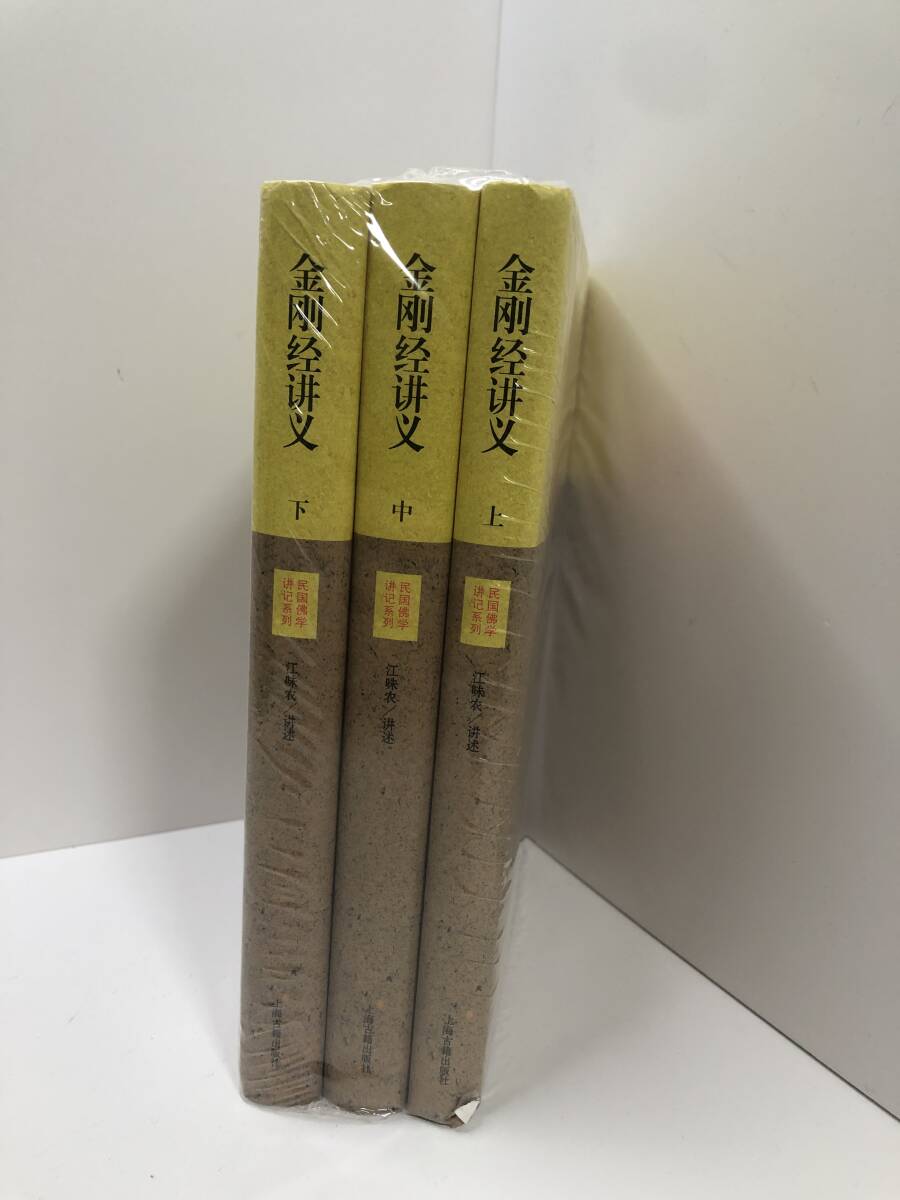 金刚经讲义
下
民国佛学
讲记系列
江味农/讲述
上海古籍出版社
金刚经讲义
中
民国佛学
讲记系列
江味农/讲述
上海古籍出版社
金刚经讲义
上
民国佛学
讲记系列
江味农/讲述
上海古籍出版社